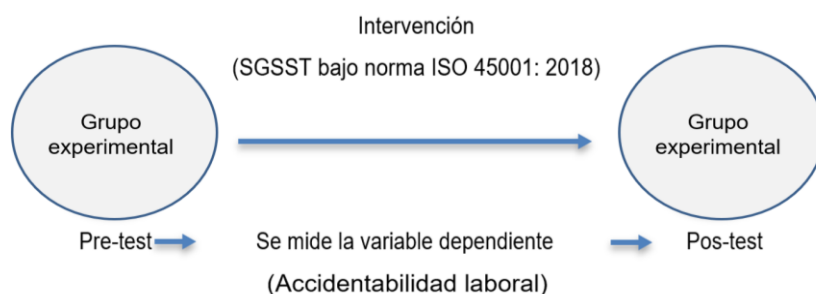 Intervención
(SGSST bajo norma ISO 45001: 2018)
Grupo
experimental
Grupo
experimental
Pre-test
Se mide la variable dependiente
Pos-test
(Accidentabilidad laboral)